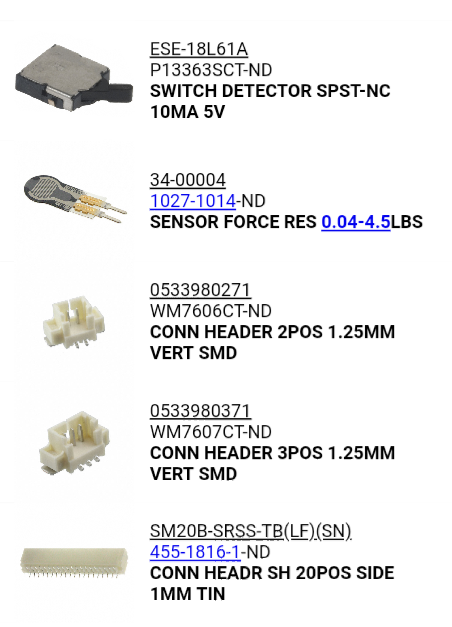 ESE-18L61A
P13363SCT-ND
SWITCH DETECTOR SPST-NC
10MA 5V
34-00004
1027-1014-ND
SENSOR FORCE RES 0.04-4.5LBS
0533980271
WM7606CT-ND
CONN HEADER 2POS 1.25MM
VERT SMD
0533980371
WM7607CT-ND
CONN HEADER 3POS 1.25MM
VERT SMD
SM20B-SRSS-TB(LF)(SN)
455-1816-1-ND
CONN HEADR SH 20POS SIDE
1MM TIN